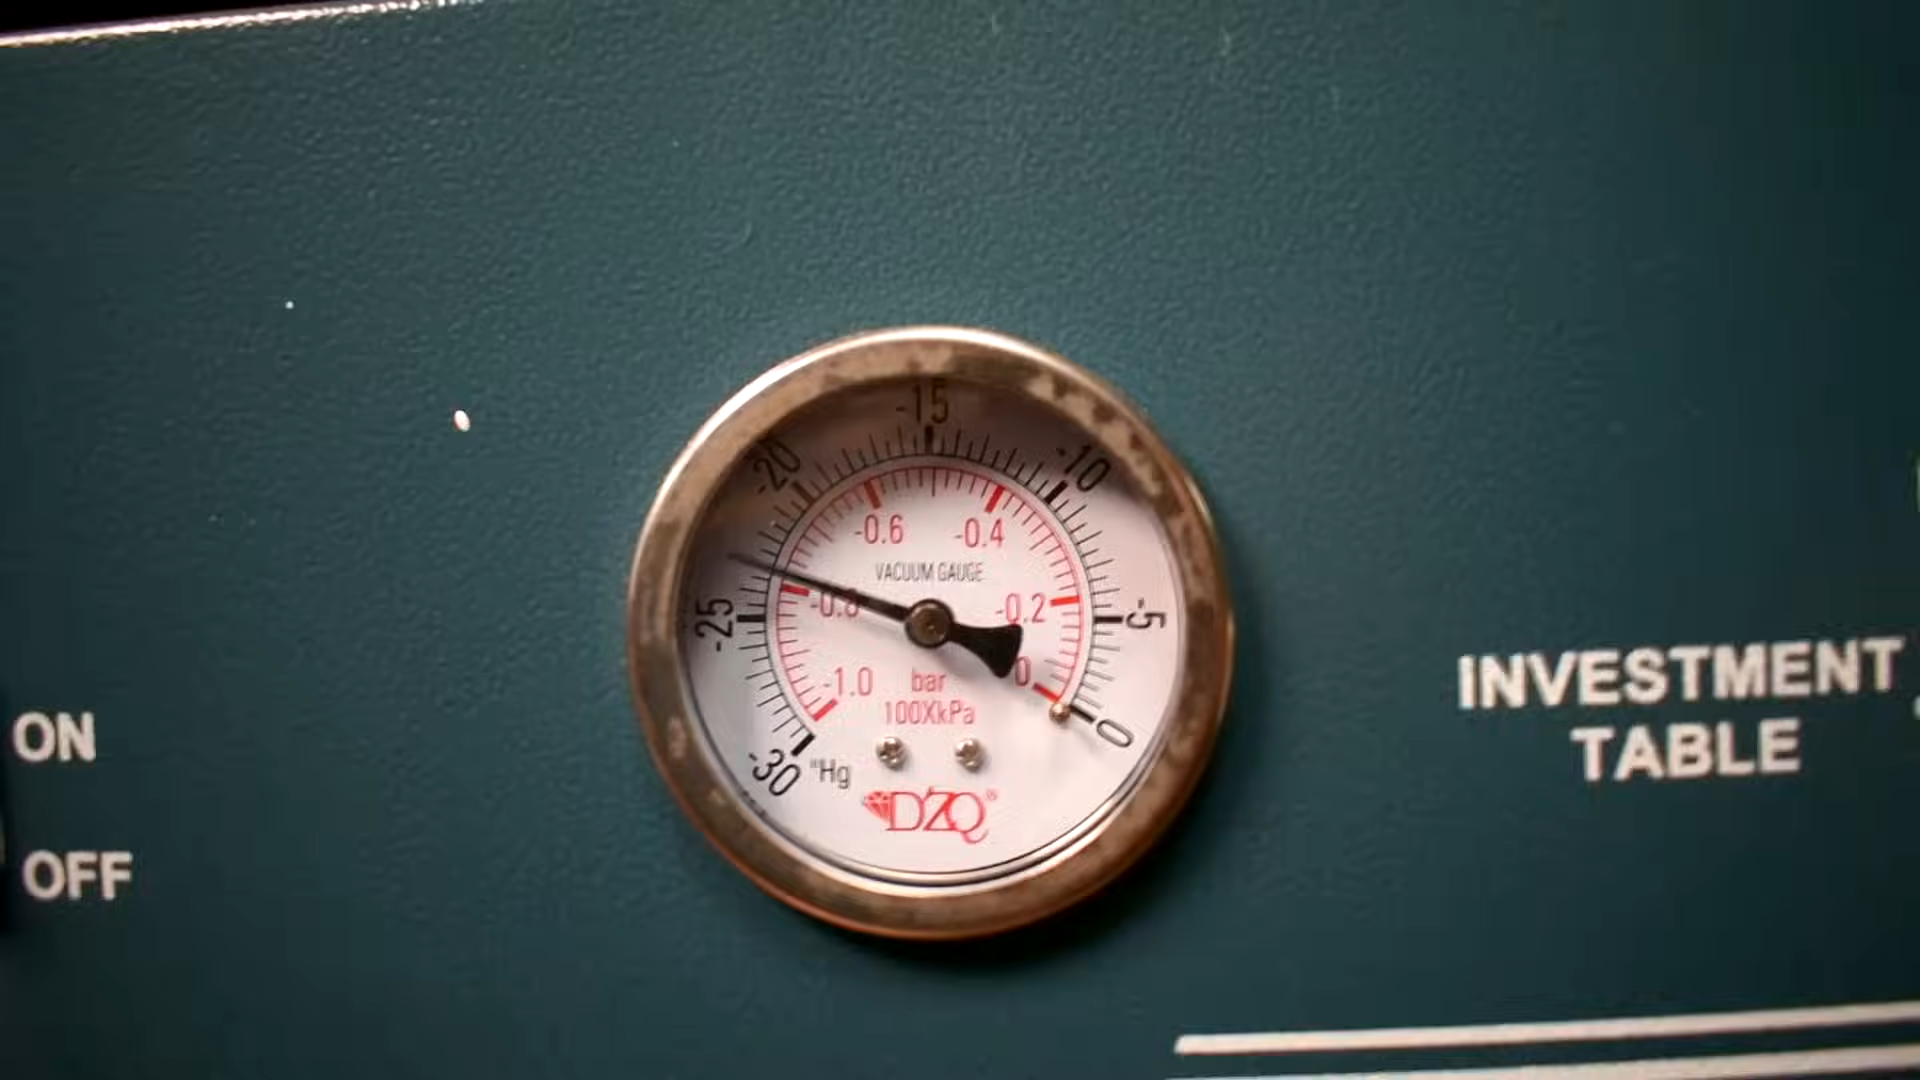 -15
-20
-10
-0.6
-0.4
VACUUM GAUGE
-25
-0.8
-0.2
-5
-1.0
bar
0
100XkPa
0
-30
"Hg
DZQ®
INVESTMENT
TABLE
ON
OFF